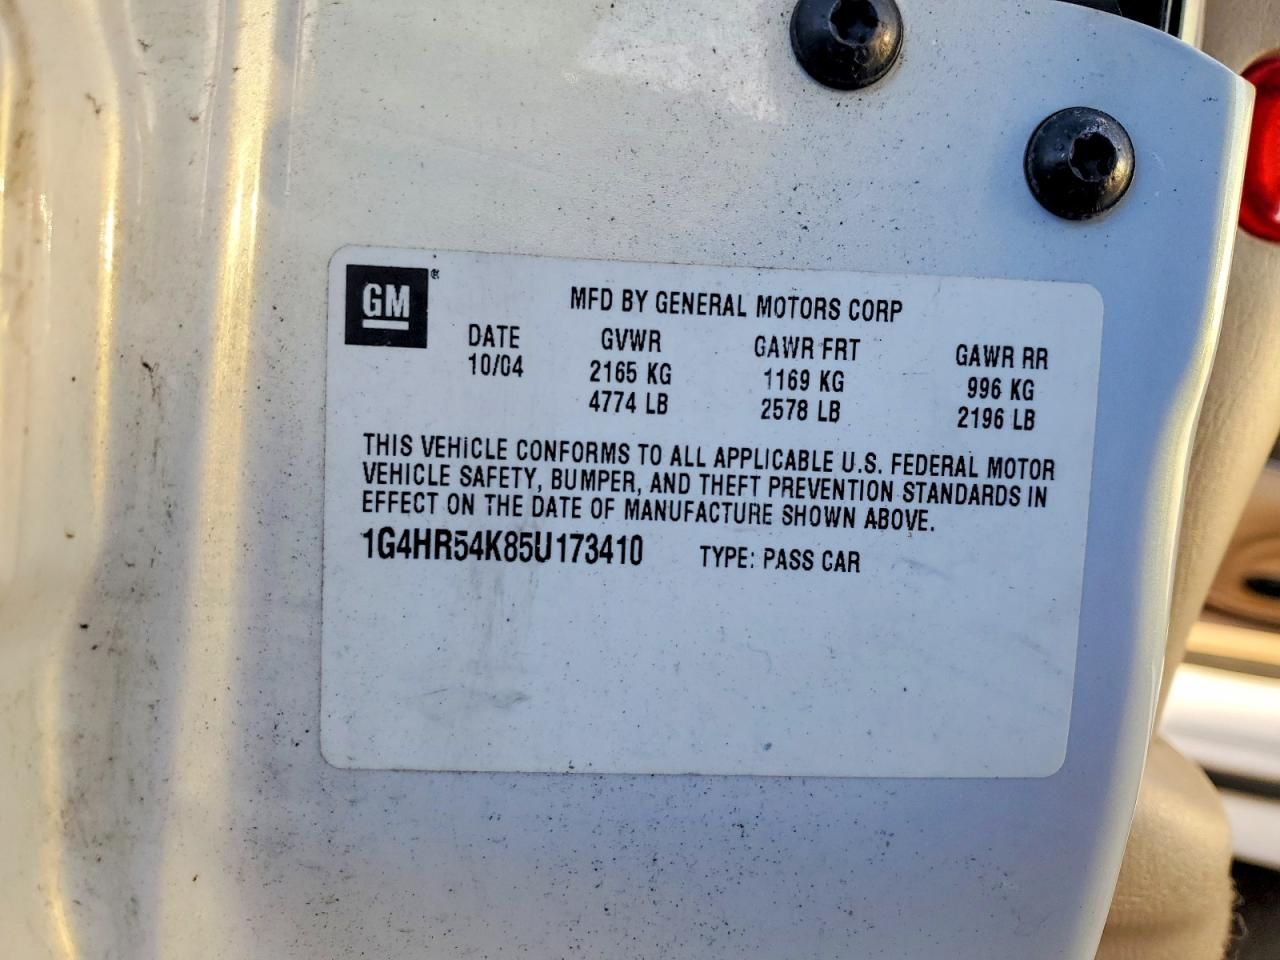 GM®
MFD BY GENERAL MOTORS CORP
DATE GVWR GAWR FRT GAWR RR
10/04 2165 KG 1169 KG 996 KG
4774 LB 2578 LB 2196 LB
THIS VEHICLE CONFORMS TO ALL APPLICABLE U.S. FEDERAL MOTOR
VEHICLE SAFETY, BUMPER, AND THEFT PREVENTION STANDARDS IN
EFFECT ON THE DATE OF MANUFACTURE SHOWN ABOVE.
1G4HR54K85U173410 TYPE: PASS CAR